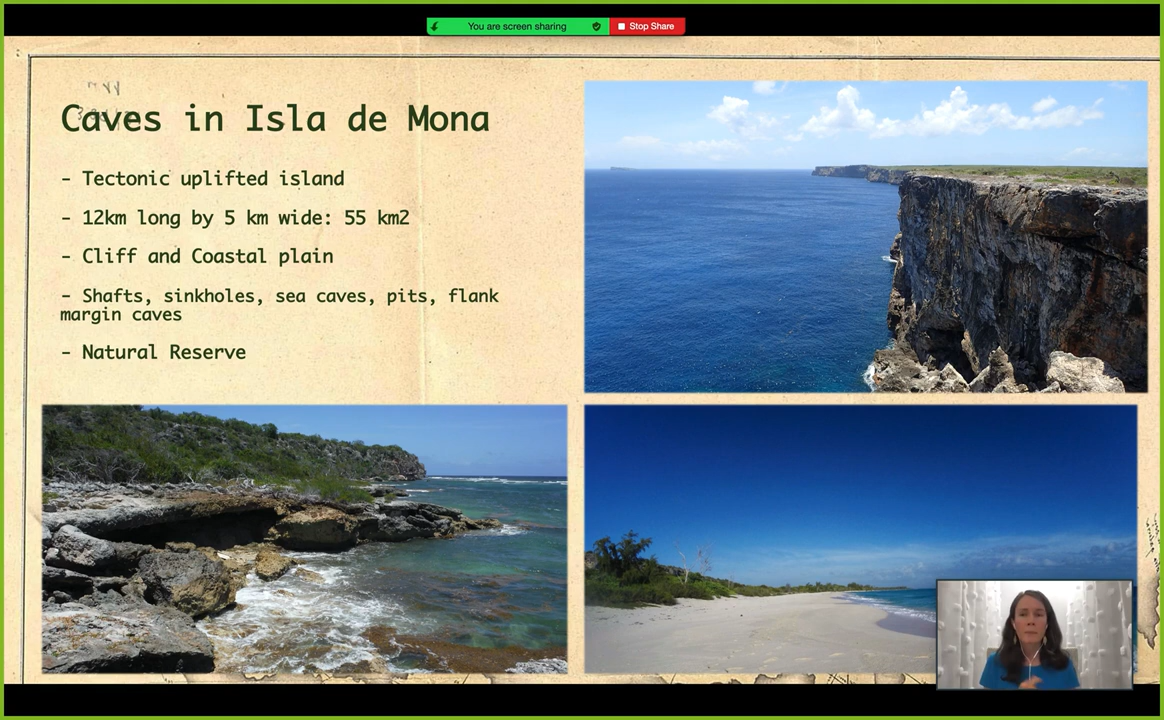 You are screen sharing
Stop Share
Caves in Isla de Mona
- Tectonic uplifted island
- 12km long by 5 km wide: 55 km2
- Cliff and Coastal plain
- Shafts, sinkholes, sea caves, pits, flank
margin caves
- Natural Reserve